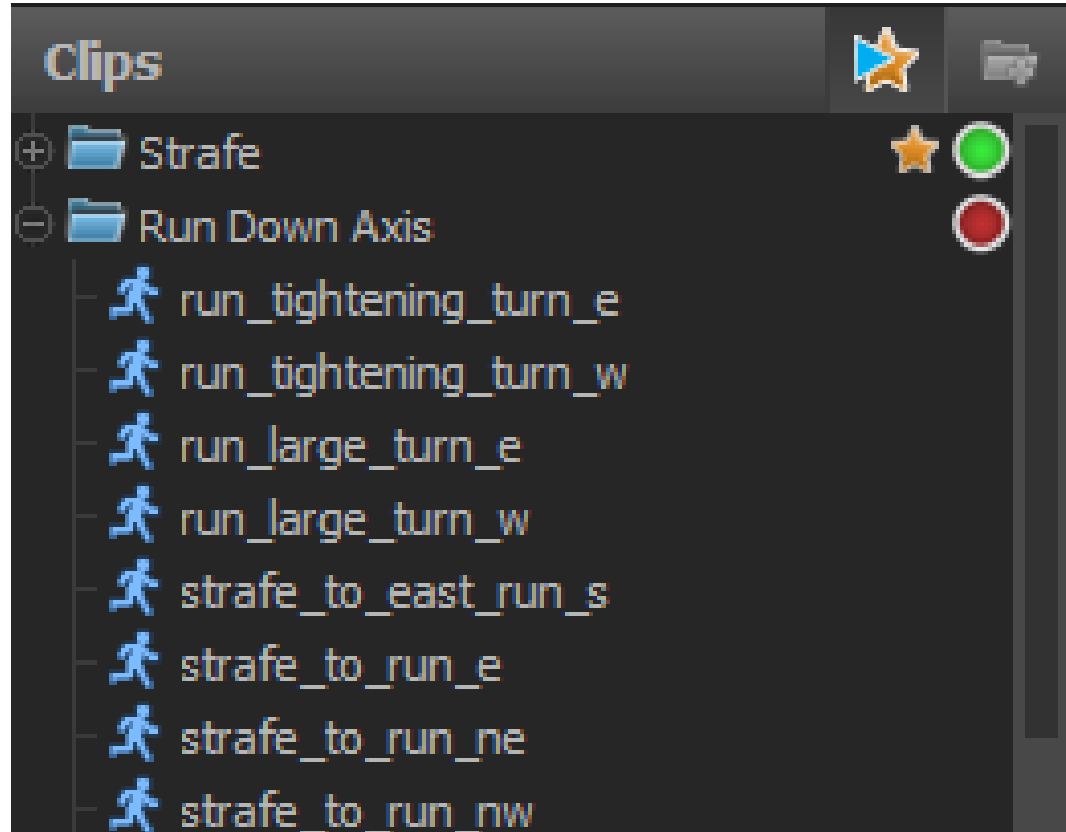 Clips
Strafe
Run Down Axis
run_tightening_turn_e
run_tightening_turn_w
run_large_turn_e
run_large_turn_w
strafe_to_east_run_s
strafe_to_run_e
strafe_to_run_ne
strafe_to_run_nw